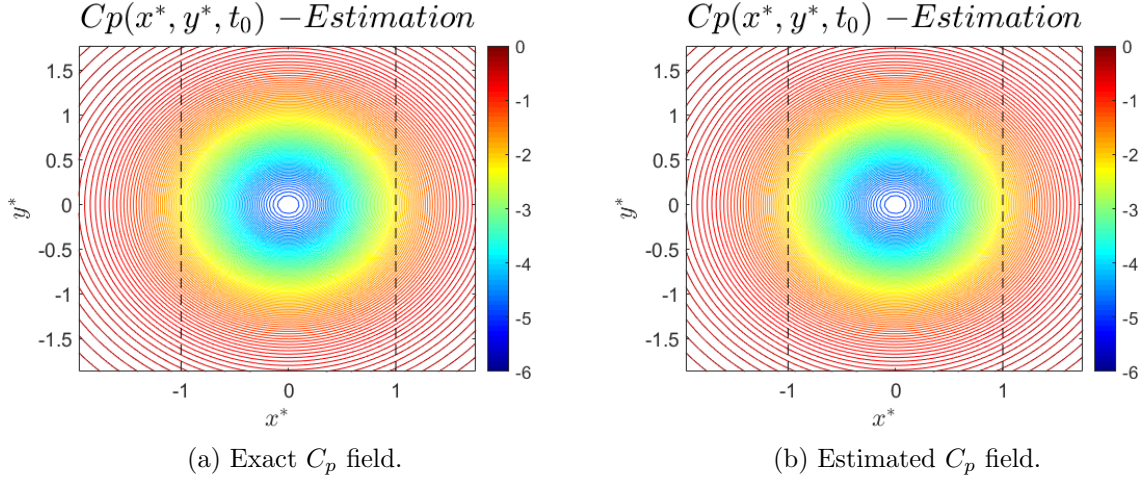 Cp(x*, y*, t₀) −Estimation
1.5
1
0.5
0
-0.5
-1
-1.5
y*
-1 0 1
x*
0
-1
-2
-3
-4
-5
-6
(a) Exact Cₚ field.
Cp(x*, y*, t₀) −Estimation
1.5
1
0.5
0
-0.5
-1
-1.5
y*
-1 0 1
x*
0
-1
-2
-3
-4
-5
-6
(b) Estimated Cₚ field.